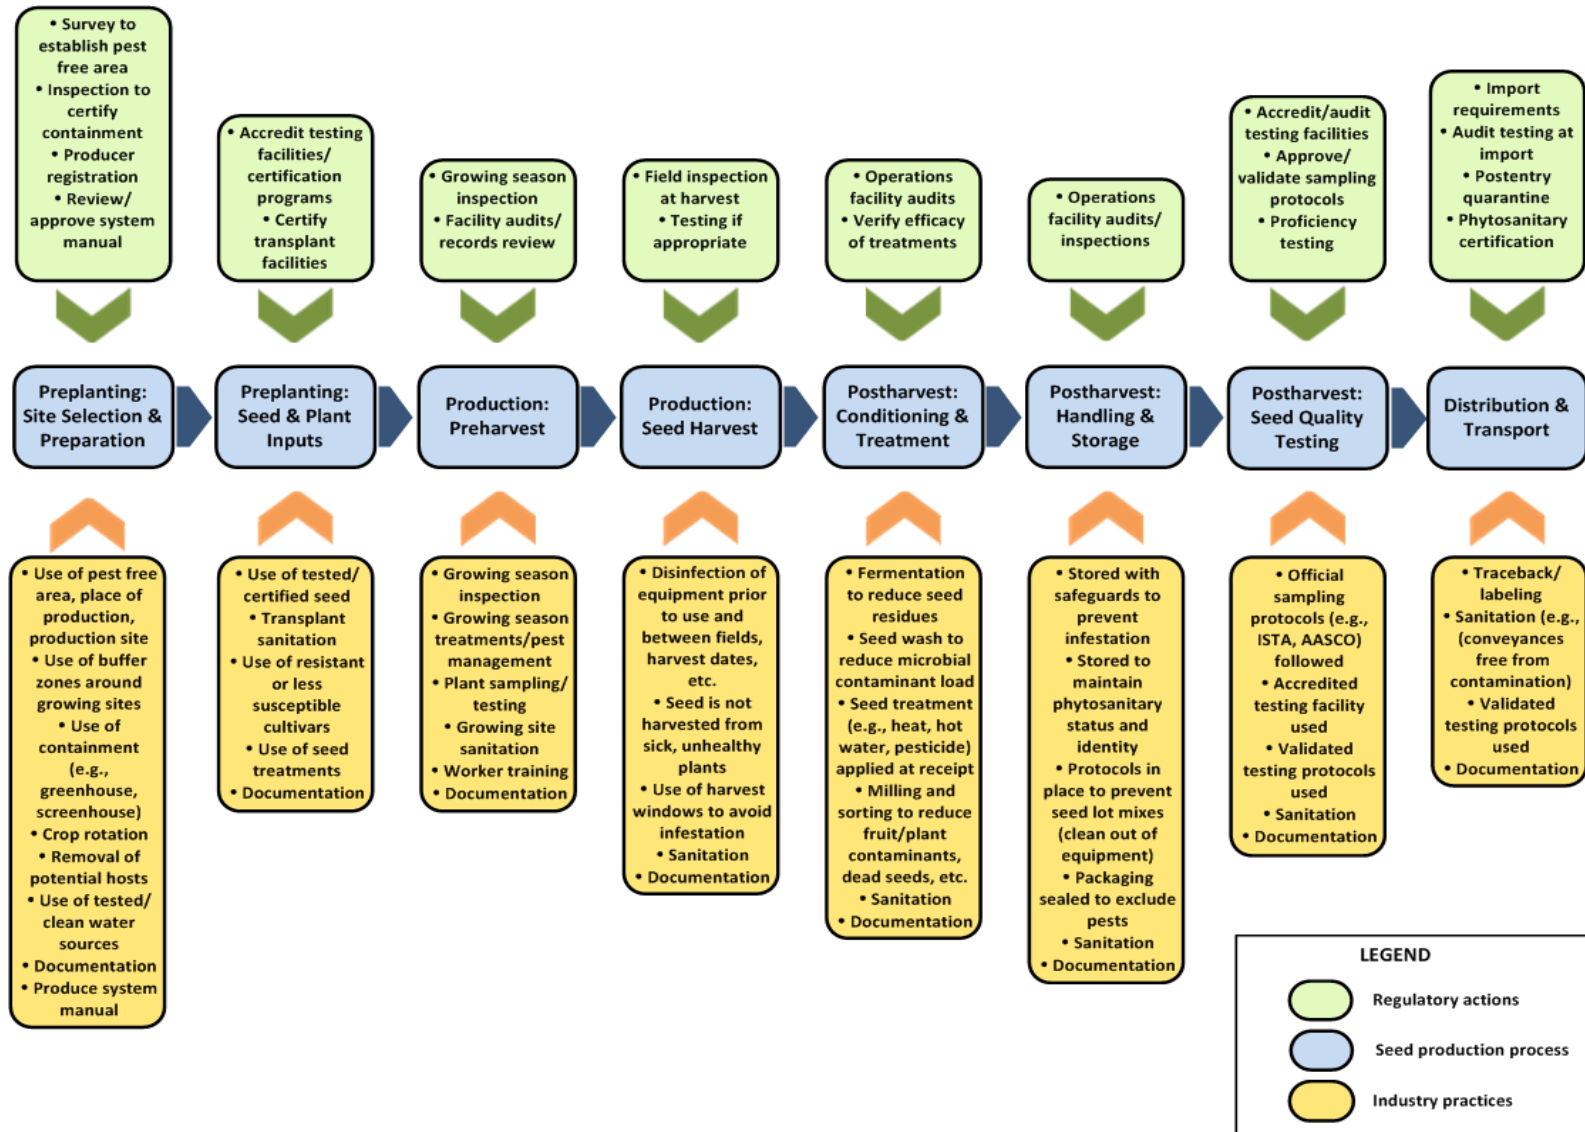 • Survey to
establish pest
free area
• Inspection to
certify
containment
• Producer
registration
• Review/
approve system
manual
• Accredit testing
facilities/
certification
programs
• Certify
transplant
facilities
• Growing season
inspection
• Facility audits/
records review
• Field inspection
at harvest
• Testing if
appropriate
• Operations
facility audits
• Verify efficacy
of treatments
• Operations
facility audits/
inspections
• Accredit/audit
testing facilities
• Approve/
validate sampling
protocols
• Proficiency
testing
• Import
requirements
• Audit testing at
import
• Postentry
quarantine
• Phytosanitary
certification
Preplanting:
Site Selection &
Preparation
Preplanting:
Seed & Plant
Inputs
Production:
Preharvest
Production:
Seed Harvest
Postharvest:
Conditioning &
Treatment
Postharvest:
Handling &
Storage
Postharvest:
Seed Quality
Testing
Distribution &
Transport
• Use of pest free
area, place of
production,
production site
• Use of buffer
zones around
growing sites
• Use of
containment
(e.g.,
greenhouse,
screenhouse)
• Crop rotation
• Removal of
potential hosts
• Use of tested/
clean water
sources
• Documentation
• Produce system
manual
• Use of tested/
certified seed
• Transplant
sanitation
• Use of resistant
or less
susceptible
cultivars
• Use of seed
treatments
• Documentation
• Growing season
inspection
• Growing season
treatments/pest
management
• Plant sampling/
testing
• Growing site
sanitation
• Worker training
• Documentation
• Disinfection of
equipment prior
to use and
between fields,
harvest dates,
etc.
• Seed is not
harvested from
sick, unhealthy
plants
• Use of harvest
windows to avoid
infestation
• Sanitation
• Documentation
• Fermentation
to reduce seed
residues
• Seed wash to
reduce microbial
contaminant load
• Seed treatment
(e.g., heat, hot
water, pesticide)
applied at receipt
• Milling and
sorting to reduce
fruit/plant
contaminants,
dead seeds, etc.
• Sanitation
• Documentation
• Stored with
safeguards to
prevent
infestation
• Stored to
maintain
phytosanitary
status and
identity
• Protocols in
place to prevent
seed lot mixes
(clean out of
equipment)
• Packaging
sealed to exclude
pests
• Sanitation
• Documentation
• Official
sampling
protocols (e.g.,
ISTA, AASCO)
followed
• Accredited
testing facility
used
• Validated
testing protocols
used
• Sanitation
• Documentation
• Traceback/
labeling
• Sanitation (e.g.,
(conveyances
free from
contamination)
• Validated
testing protocols
used
• Documentation
LEGEND
Regulatory actions
Seed production process
Industry practices